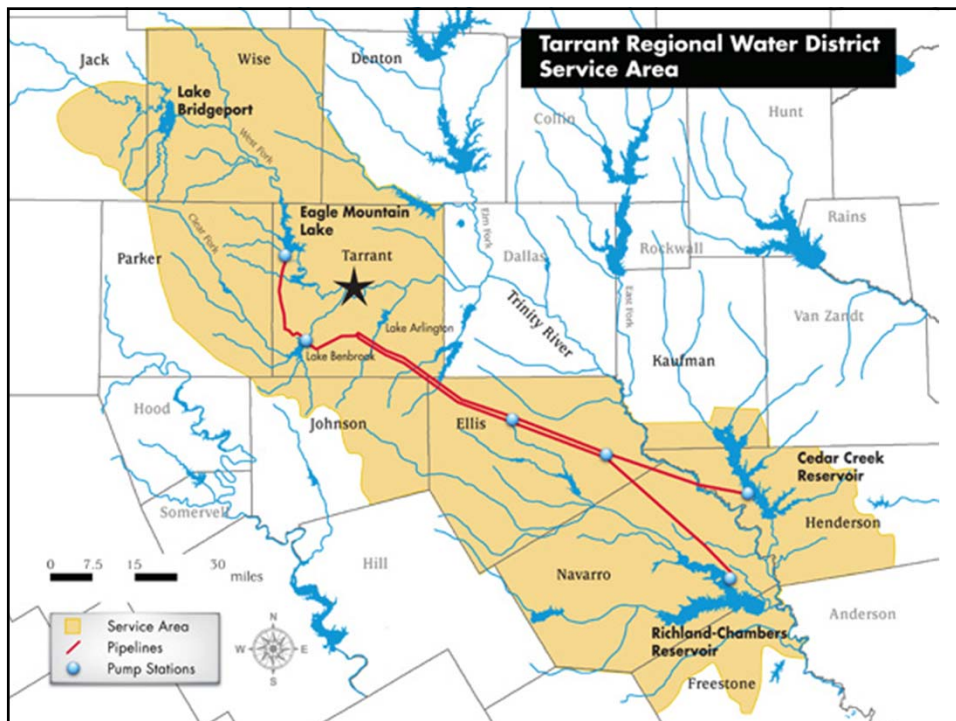 Tarrant Regional Water District
Service Area
Jack
Wise
Denton
Collin
Hunt
Lake
Bridgeport
West Fork
Eagle Mountain
Lake
Clear Fork
Parker
Tarrant
Elm Fork
Dallas
Rockwall
Rains
East Fork
Trinity River
Van Zandt
Lake Arlington
Lake Benbrook
Kaufman
Hood
Johnson
Ellis
Cedar Creek
Reservoir
Somervell
Henderson
Hill
Navarro
Anderson
Richland-Chambers
Reservoir
Freestone
0 7.5 15 30 miles
Service Area
Pipelines
Pump Stations
N
W E
S